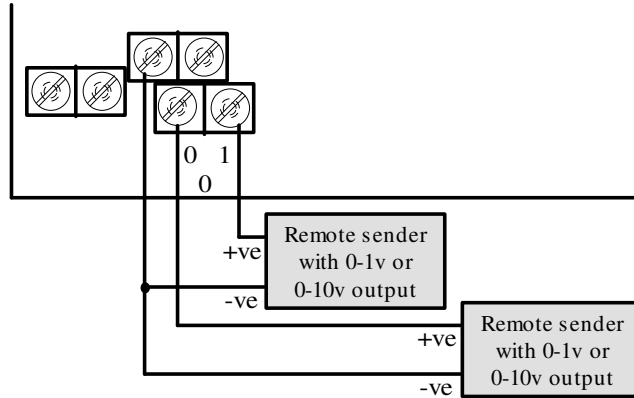 0 1
0
+ve
-ve
Remote sender
with 0-1v or
0-10v output
+ve
-ve
Remote sender
with 0-1v or
0-10v output